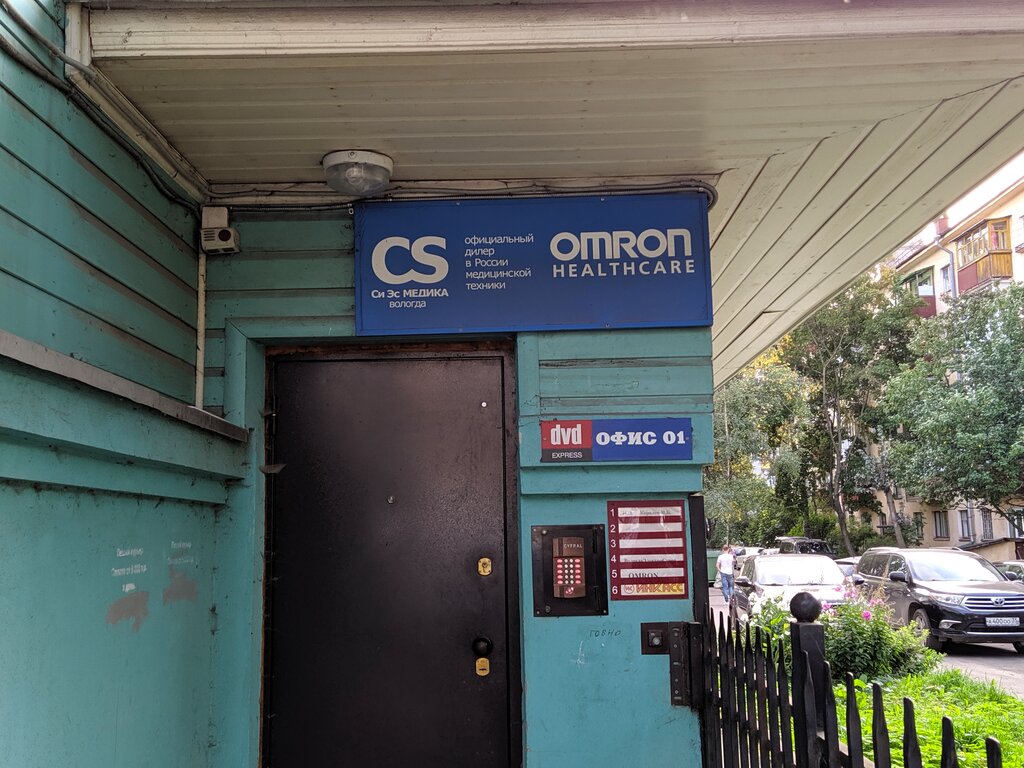 CS
Си Эс МЕДИКА
вологда
официальный
дилер
в России
медицинской
техники
OMRON
HEALTHCARE
dvd
EXPRESS
ОФИС 01
CYFRAL
1
2
3
4
5 OMRON
6
говно